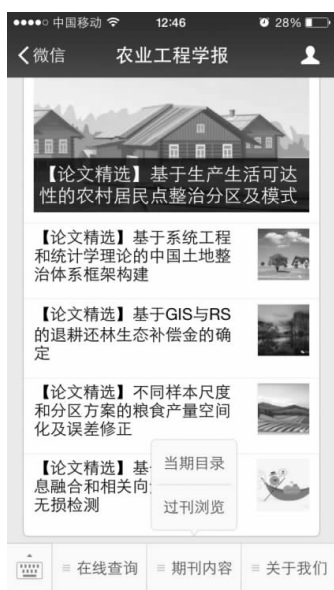 中国移动 12:46 28%
微信 农业工程学报
【论文精选】基于生产生活可达
性的农村居民点整治分区及模式
【论文精选】基于系统工程
和统计学理论的中国土地整
治体系框架构建
【论文精选】基于GIS与RS
的退耕还林生态补偿金的确
定
【论文精选】不同样本尺度
和分区方案的粮食产量空间
化及误差修正
【论文精选】基
息融合和相关向
无损检测
当期目录
过刊浏览
在线查询 期刊内容 关于我们